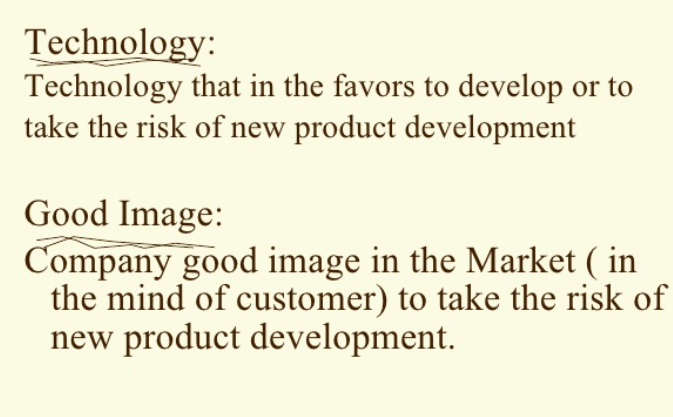 Technology:
Technology that in the favors to develop or to
take the risk of new product development
Good Image:
Company good image in the Market ( in
the mind of customer) to take the risk of
new product development.